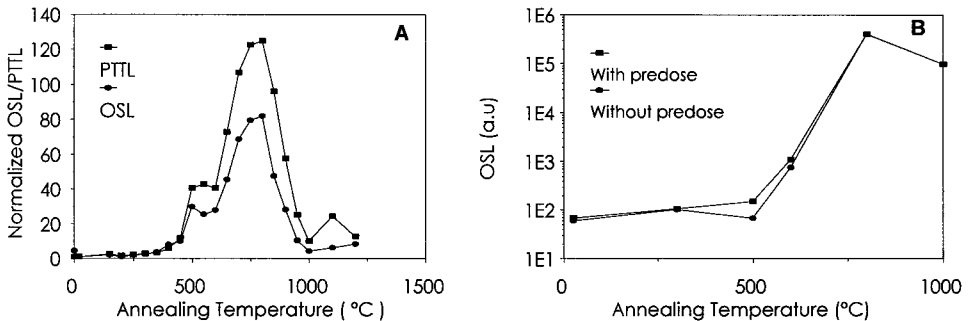 140
120
100
80
60
40
20
0
Normalized OSL/PTTL
A
PTTL
OSL
0
500
1000
1500
Annealing Temperature ( °C)
1E6
1E5
1E4
1E3
1E2
1E1
OSL (a.u)
B
With predose
Without predose
0
500
1000
Annealing Temperature (°C)